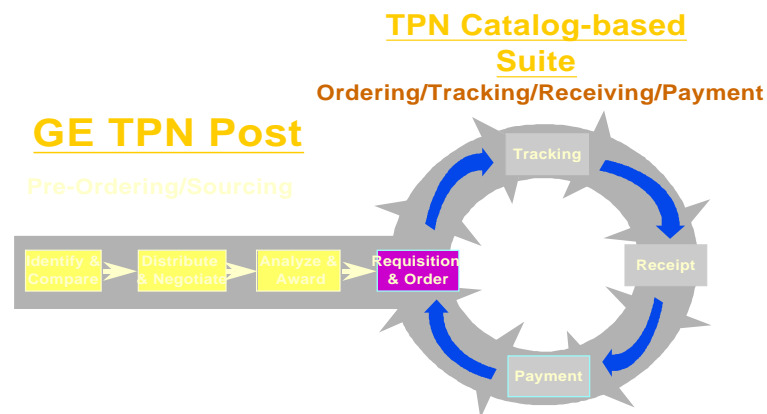 TPN Catalog-based
Suite
Ordering/Tracking/Receiving/Payment
GE TPN Post
Pre-Ordering/Sourcing
Tracking
Identify &
Compare
Distribute
& Negotiate
Analyze &
Award
Requisition
& Order
Receipt
Payment